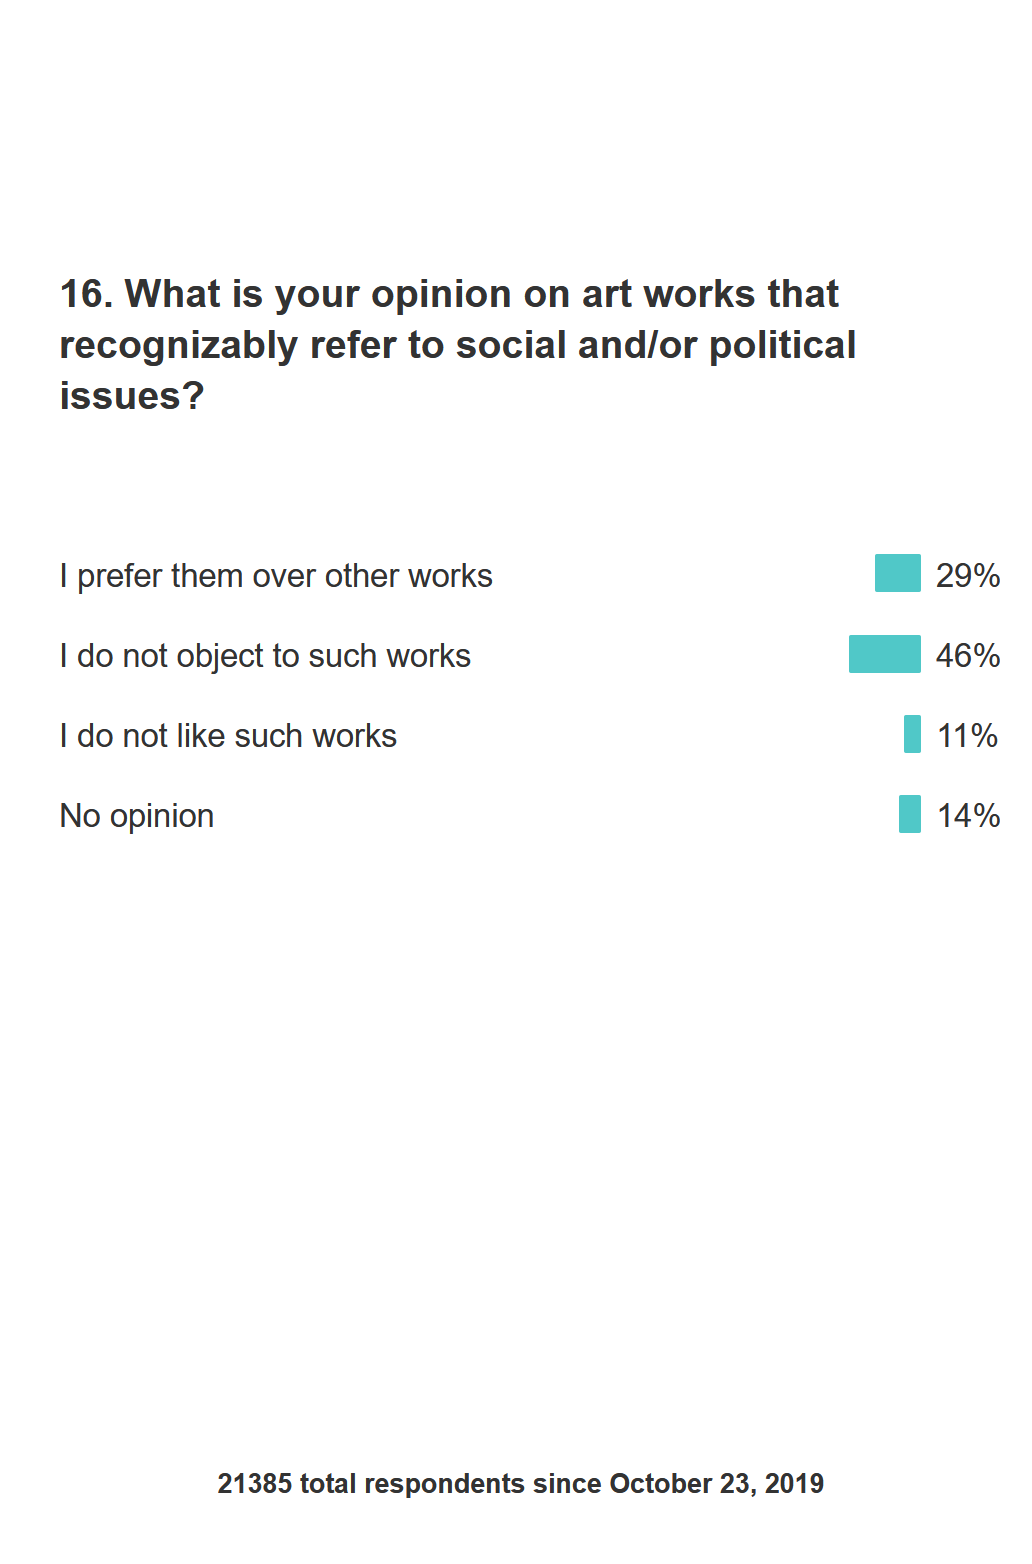 16. What is your opinion on art works that
recognizably refer to social and/or political
issues?
I prefer them over other works 29%
I do not object to such works 46%
I do not like such works 11%
No opinion 14%
21385 total respondents since October 23, 2019